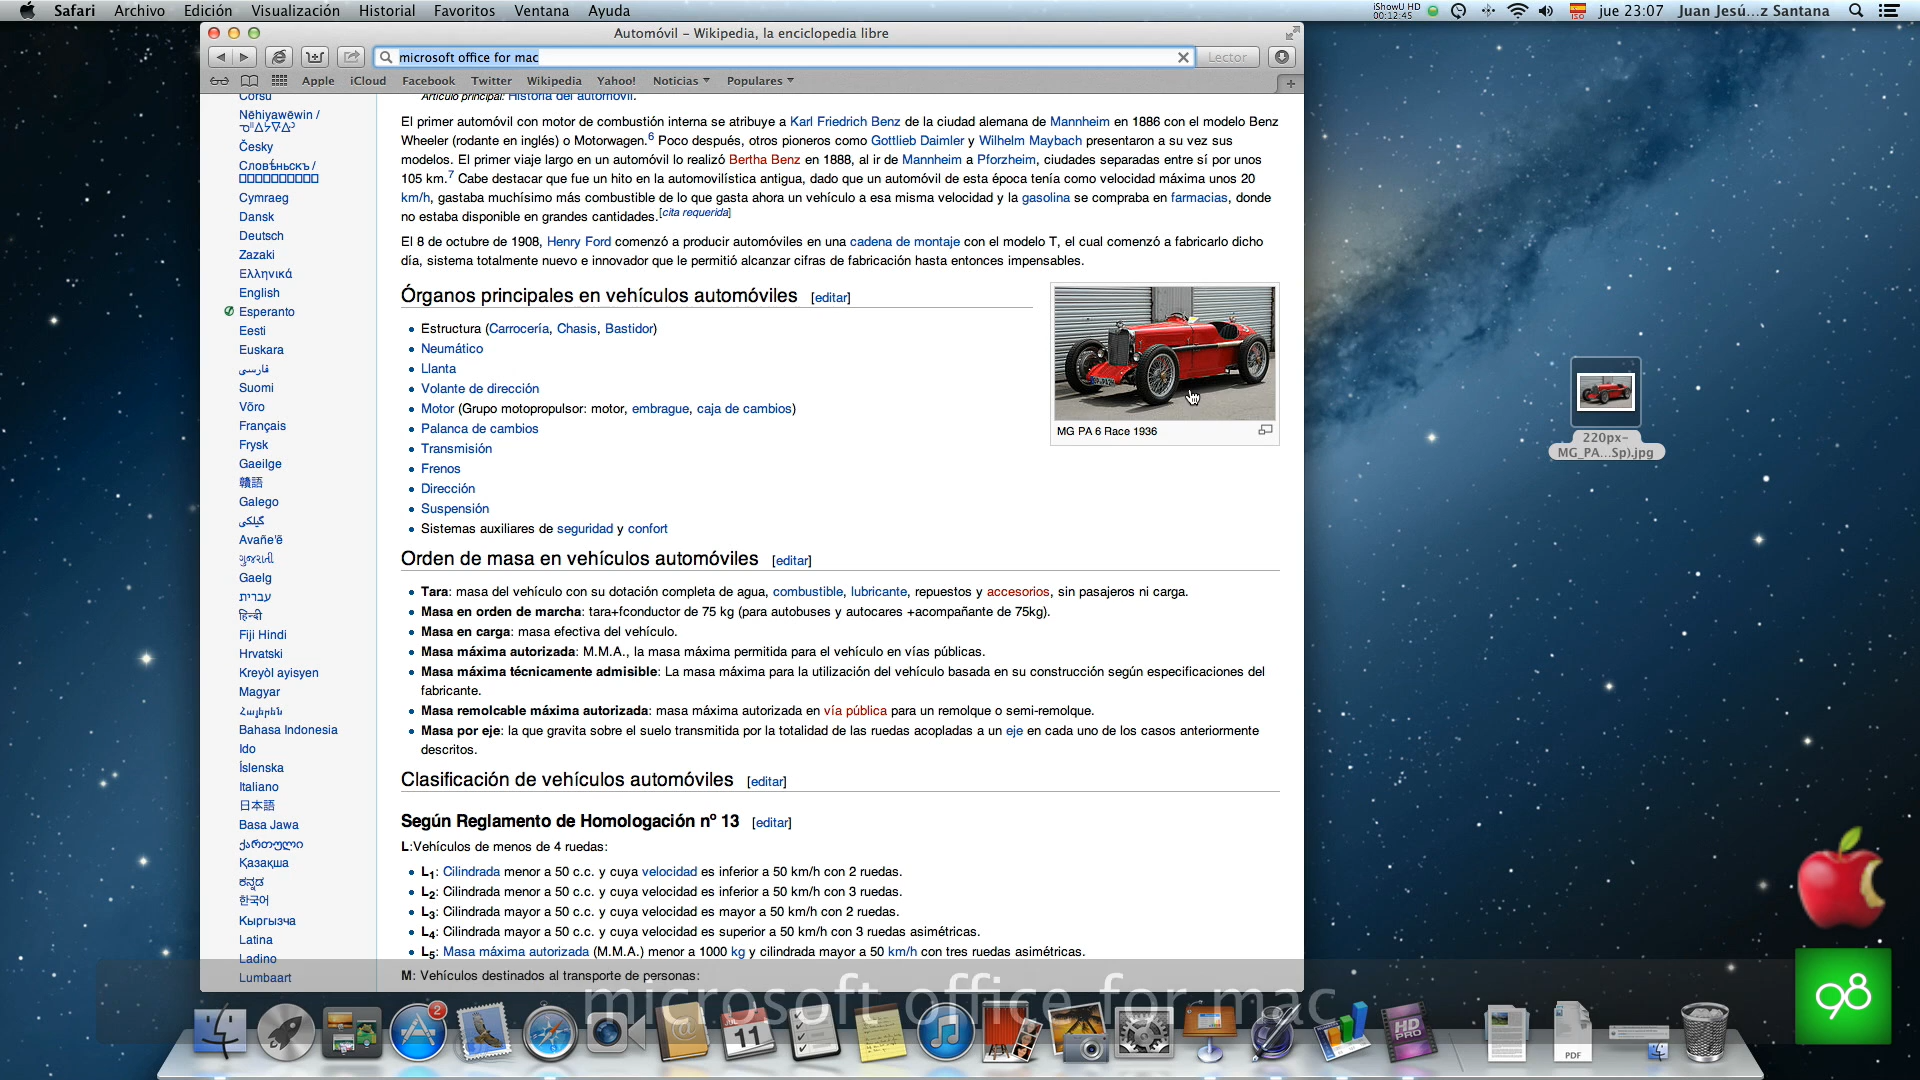 Safari Archivo Edición Visualización Historial Favoritos Ventana Ayuda
iShowU HD
00:12:45
ISO
jue 23:07 Juan Jesú...z Santana
Automóvil – Wikipedia, la enciclopedia libre
microsoft office for mac
Lector
Apple iCloud Facebook Twitter Wikipedia Yahoo! Noticias Populares
Corsu
Nēhiyawēwin /
Česky
Словѣньскъ /
Cymraeg
Dansk
Deutsch
Zazaki
Ελληνικά
English
Esperanto
Eesti
Euskara
فارسی
Suomi
Võro
Français
Frysk
Gaeilge
贛語
Galego
گیلکی
Avañe'ẽ
ગુજરાતી
Gaelg
עברית
हिन्दी
Fiji Hindi
Hrvatski
Kreyòl ayisyen
Magyar
Հայերեն
Bahasa Indonesia
Ido
Íslenska
Italiano
日本語
Basa Jawa
ქართული
Қазақша
ಕನ್ನಡ
한국어
Кыргызча
Latina
Ladino
Lumbaart
Artículo principal: Historia del automóvil.
El primer automóvil con motor de combustión interna se atribuye a Karl Friedrich Benz de la ciudad alemana de Mannheim en 1886 con el modelo Benz
Wheeler (rodante en inglés) o Motorwagen.6 Poco después, otros pioneros como Gottlieb Daimler y Wilhelm Maybach presentaron a su vez sus
modelos. El primer viaje largo en un automóvil lo realizó Bertha Benz en 1888, al ir de Mannheim a Pforzheim, ciudades separadas entre sí por unos
105 km.7 Cabe destacar que fue un hito en la automovilística antigua, dado que un automóvil de esta época tenía como velocidad máxima unos 20
km/h, gastaba muchísimo más combustible de lo que gasta ahora un vehículo a esa misma velocidad y la gasolina se compraba en farmacias, donde
no estaba disponible en grandes cantidades.[cita requerida]
El 8 de octubre de 1908, Henry Ford comenzó a producir automóviles en una cadena de montaje con el modelo T, el cual comenzó a fabricarlo dicho
día, sistema totalmente nuevo e innovador que le permitió alcanzar cifras de fabricación hasta entonces impensables.
Órganos principales en vehículos automóviles [editar]
Estructura (Carrocería, Chasis, Bastidor)
Neumático
Llanta
Volante de dirección
Motor (Grupo motopropulsor: motor, embrague, caja de cambios)
Palanca de cambios
Transmisión
Frenos
Dirección
Suspensión
Sistemas auxiliares de seguridad y confort
MG PA 6 Race 1936
Orden de masa en vehículos automóviles [editar]
Tara: masa del vehículo con su dotación completa de agua, combustible, lubricante, repuestos y accesorios, sin pasajeros ni carga.
Masa en orden de marcha: tara+fconductor de 75 kg (para autobuses y autocares +acompañante de 75kg).
Masa en carga: masa efectiva del vehículo.
Masa máxima autorizada: M.M.A., la masa máxima permitida para el vehículo en vías públicas.
Masa máxima técnicamente admisible: La masa máxima para la utilización del vehículo basada en su construcción según especificaciones del
fabricante.
Masa remolcable máxima autorizada: masa máxima autorizada en vía pública para un remolque o semi-remolque.
Masa por eje: la que gravita sobre el suelo transmitida por la totalidad de las ruedas acopladas a un eje en cada uno de los casos anteriormente
descritos.
Clasificación de vehículos automóviles [editar]
Según Reglamento de Homologación nº 13 [editar]
L:Vehículos de menos de 4 ruedas:
L1: Cilindrada menor a 50 c.c. y cuya velocidad es inferior a 50 km/h con 2 ruedas.
L2: Cilindrada menor a 50 c.c. y cuya velocidad es inferior a 50 km/h con 3 ruedas.
L3: Cilindrada mayor a 50 c.c. y cuya velocidad es mayor a 50 km/h con 2 ruedas.
L4: Cilindrada mayor a 50 c.c. y cuya velocidad es superior a 50 km/h con 3 ruedas asimétricas.
L5: Masa máxima autorizada (M.M.A.) menor a 1000 kg y cilindrada mayor a 50 km/h con tres ruedas asimétricas.
M: Vehículos destinados al transporte de personas:
220px-
MG_PA...Sp).jpg
98
microsoft office for mac
2
JUL
11
HD
PRO
PDF